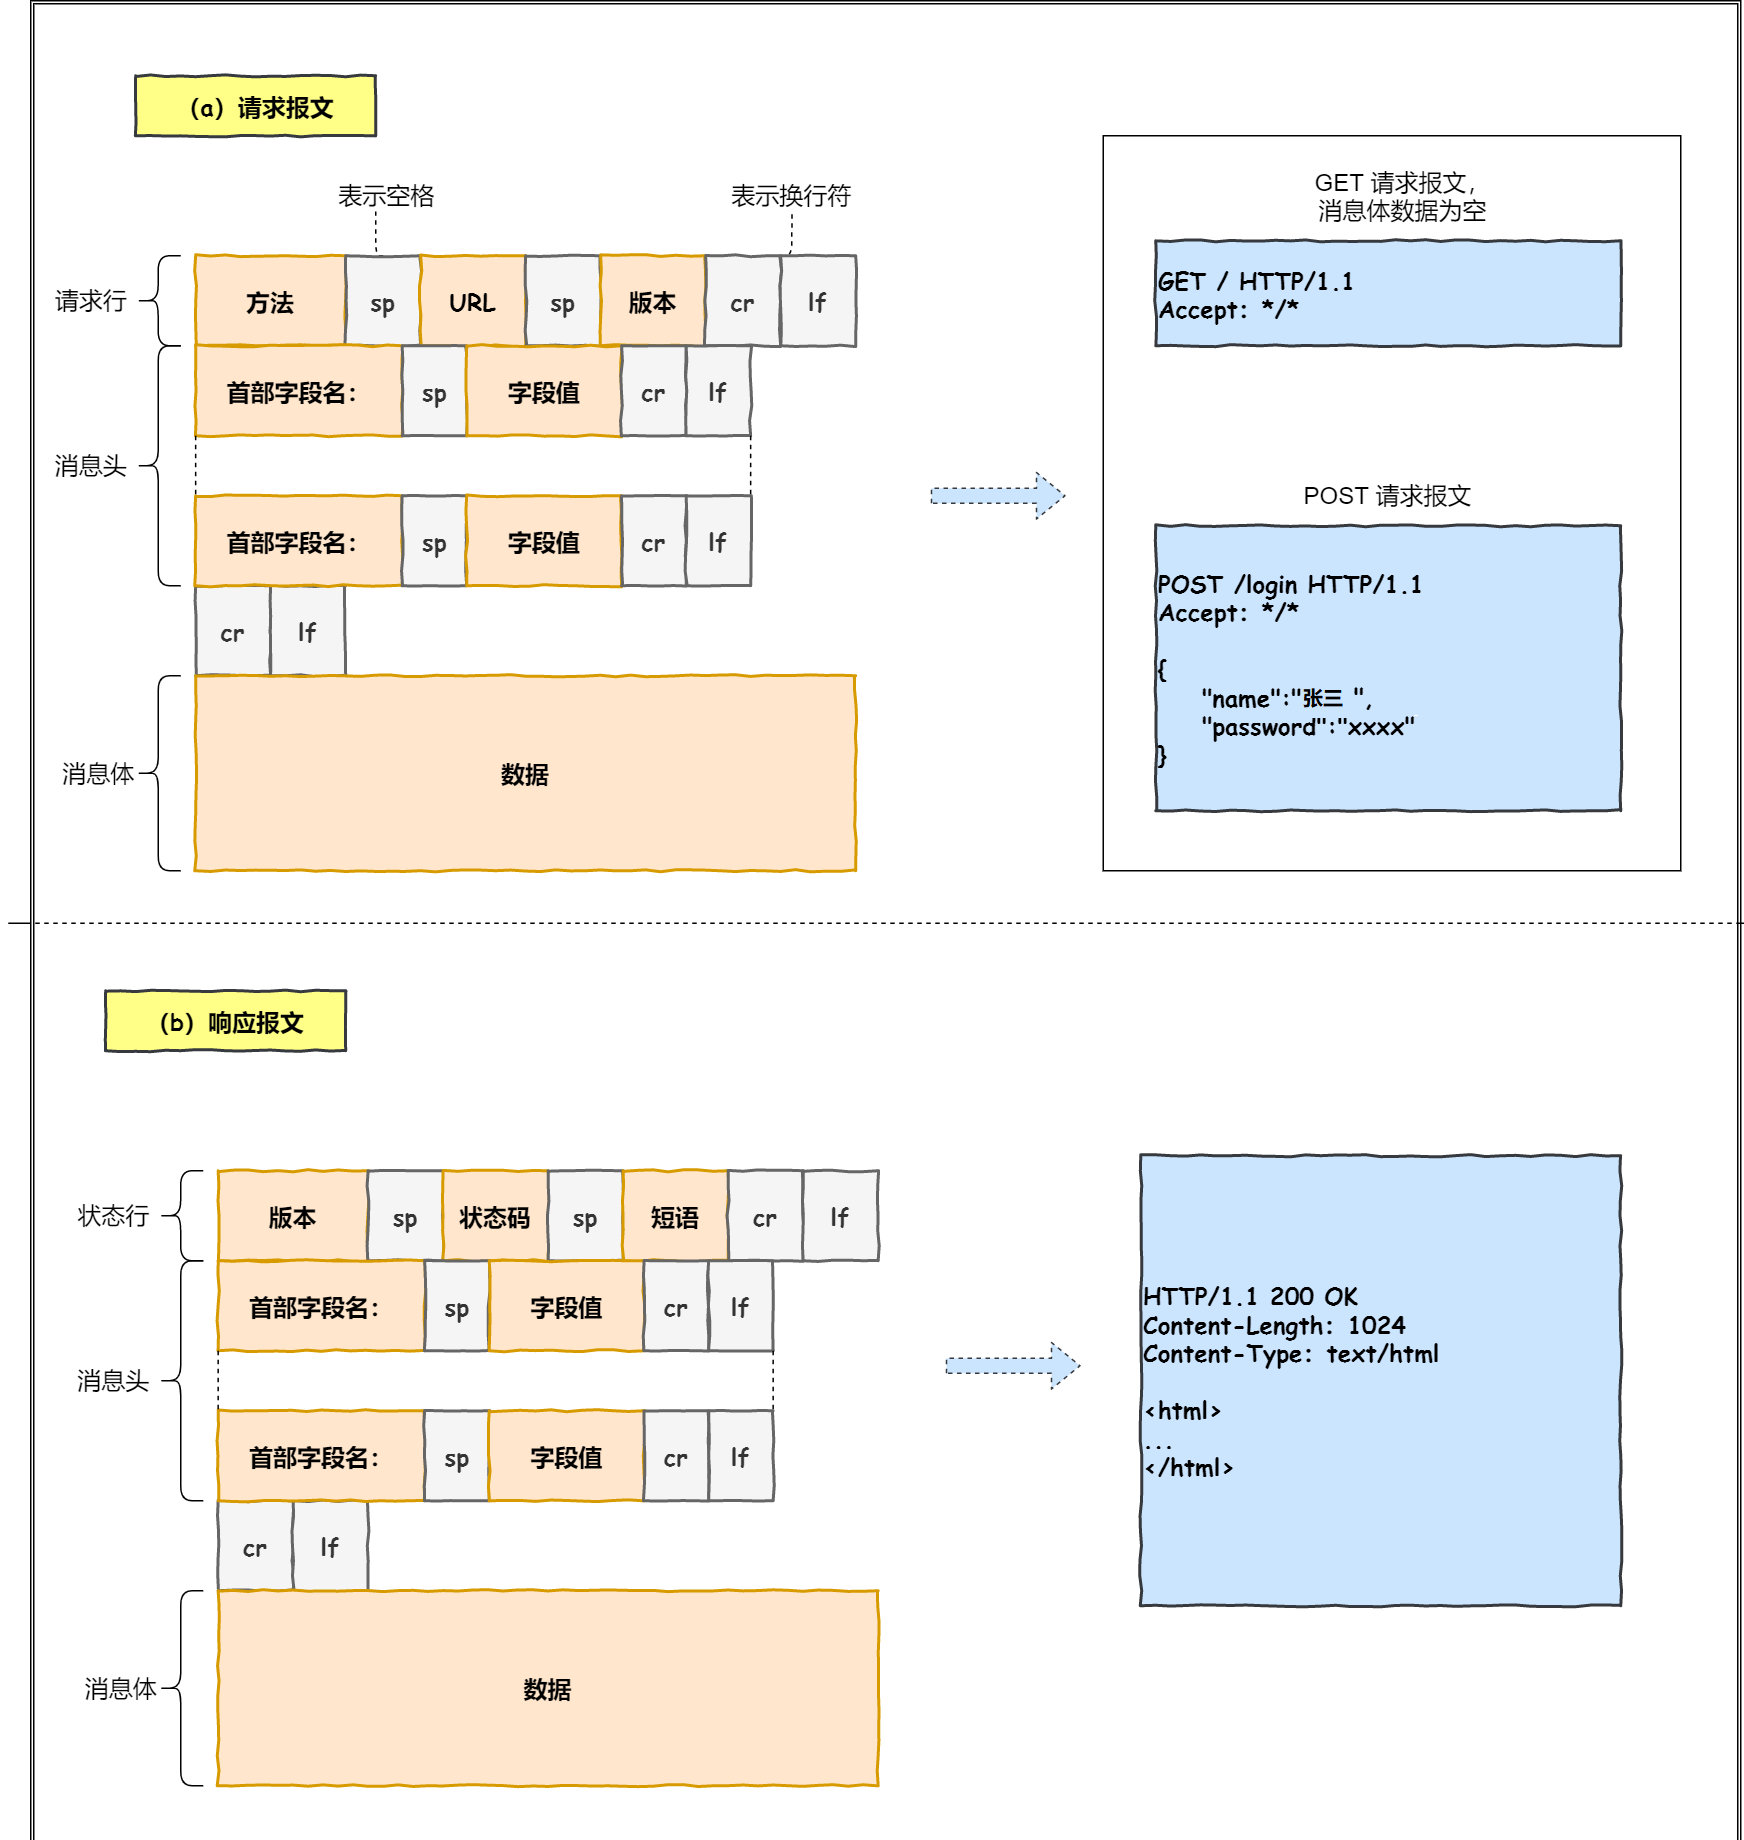 (a) 请求报文
表示空格
表示换行符
请求行
方法 sp URL sp 版本 cr lf
消息头
首部字段名： sp 字段值 cr lf
首部字段名： sp 字段值 cr lf
cr lf
消息体
数据
GET 请求报文，
消息体数据为空
GET / HTTP/1.1
Accept: */*
POST 请求报文
POST /login HTTP/1.1
Accept: */*
{
"name":"张三 ",
"password":"xxxx"
}
(b) 响应报文
状态行
版本 sp 状态码 sp 短语 cr lf
消息头
首部字段名： sp 字段值 cr lf
首部字段名： sp 字段值 cr lf
cr lf
消息体
数据
HTTP/1.1 200 OK
Content-Length: 1024
Content-Type: text/html
<html>
...
</html>